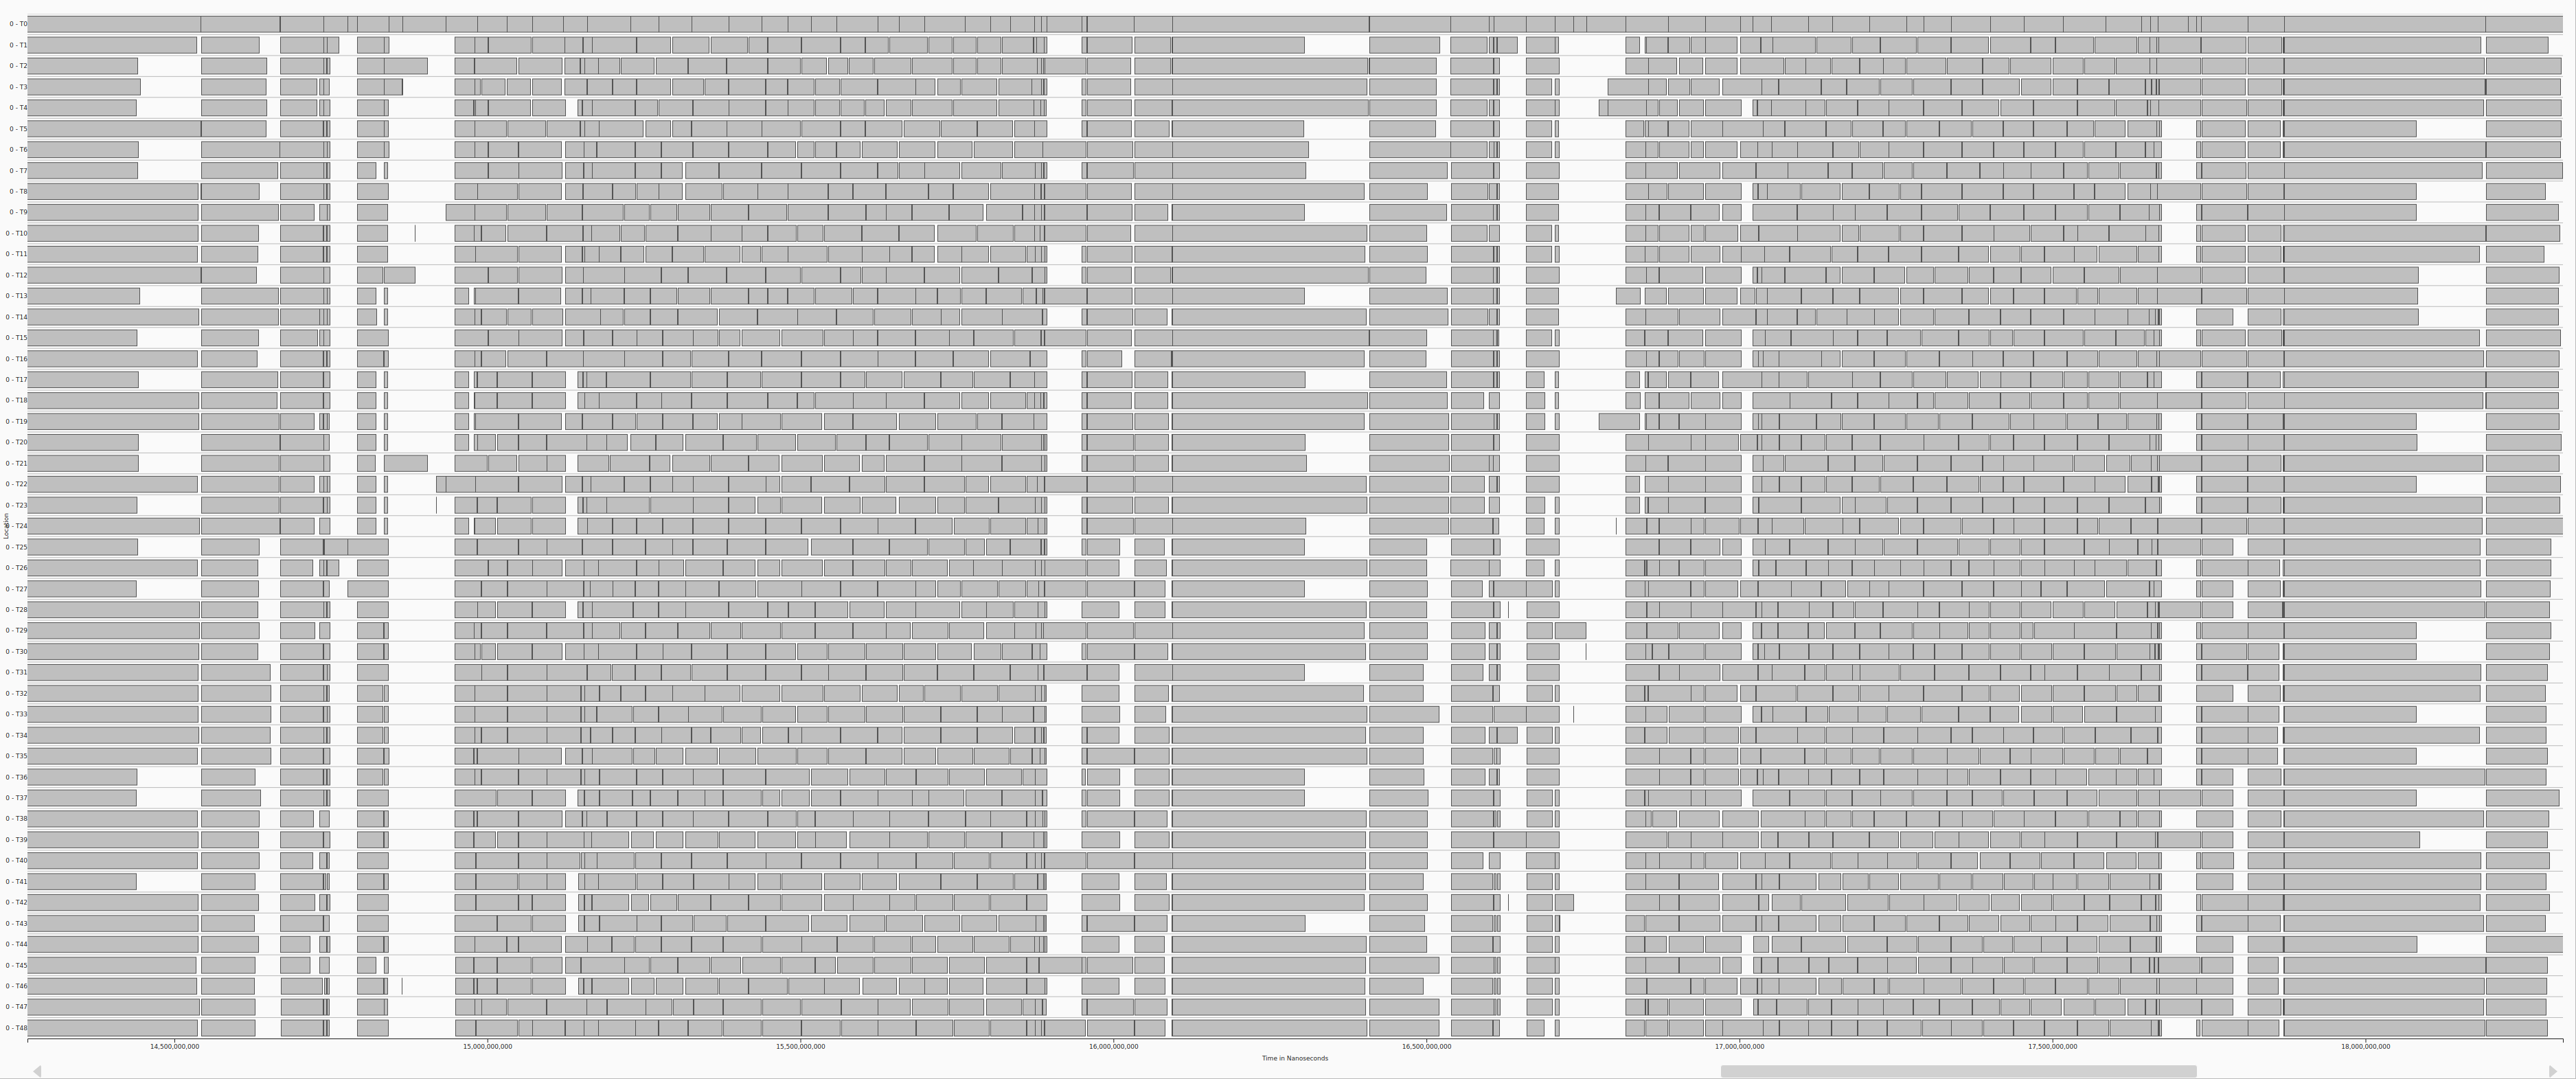 0 - T0
0 - T1
0 - T2
0 - T3
0 - T4
0 - T5
0 - T6
0 - T7
0 - T8
0 - T9
0 - T10
0 - T11
0 - T12
0 - T13
0 - T14
0 - T15
0 - T16
0 - T17
0 - T18
0 - T19
0 - T20
0 - T21
0 - T22
0 - T23
Location
0 - T24
0 - T25
0 - T26
0 - T27
0 - T28
0 - T29
0 - T30
0 - T31
0 - T32
0 - T33
0 - T34
0 - T35
0 - T36
0 - T37
0 - T38
0 - T39
0 - T40
0 - T41
0 - T42
0 - T43
0 - T44
0 - T45
0 - T46
0 - T47
0 - T48
14,500,000,000 15,000,000,000 15,500,000,000 16,000,000,000 16,500,000,000 17,000,000,000 17,500,000,000 18,000,000,000
Time in Nanoseconds